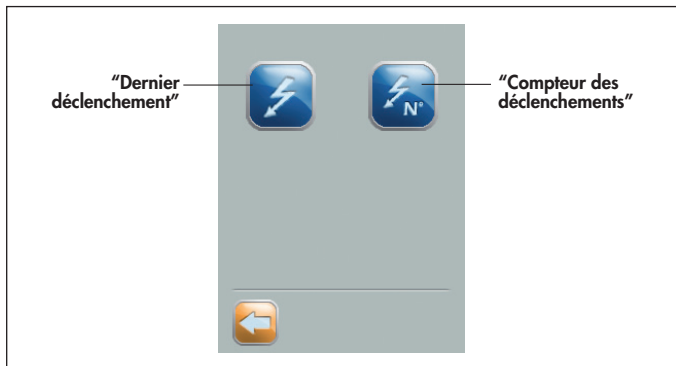 “Dernier
déclenchement”
N°
“Compteur des
déclenchements”